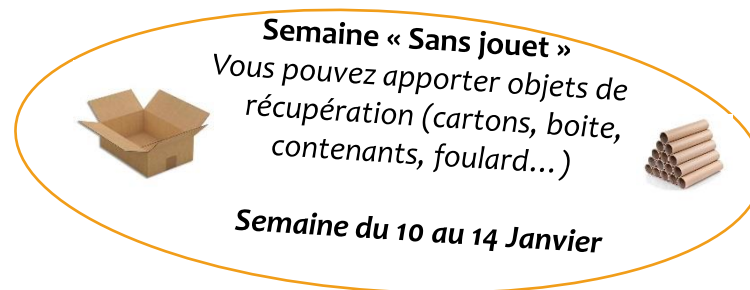 Semaine « Sans jouet »
Vous pouvez apporter objets de
récupération (cartons, boite,
contenants, foulard…)
Semaine du 10 au 14 Janvier